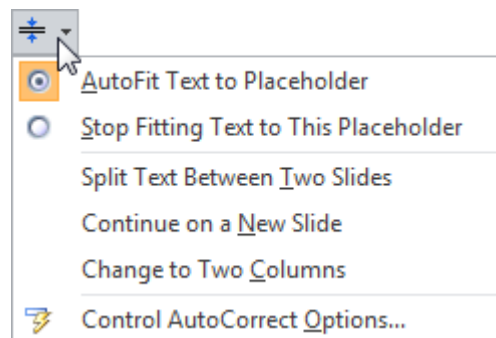 AutoFit Text to Placeholder
Stop Fitting Text to This Placeholder
Split Text Between Two Slides
Continue on a New Slide
Change to Two Columns
Control AutoCorrect Options...